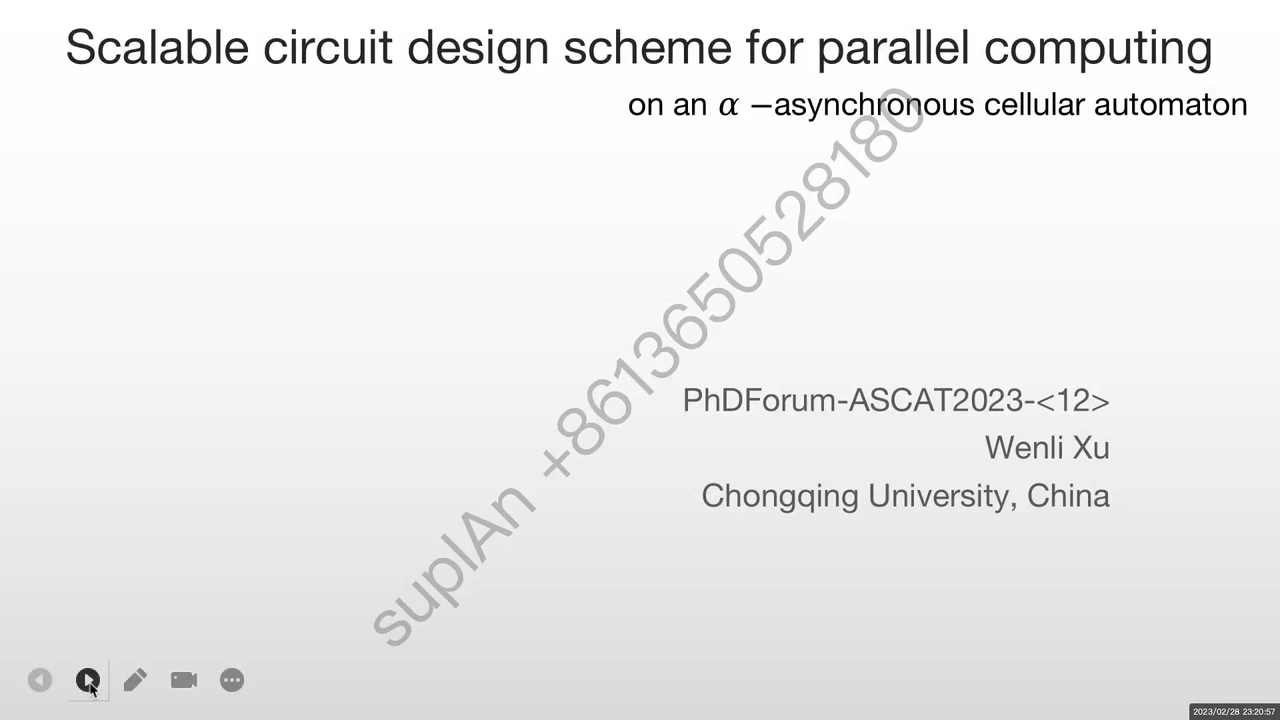 Scalable circuit design scheme for parallel computing
on an α −asynchronous cellular automaton
suplAn +8613650528180
PhDForum-ASCAT2023-<12>
Wenli Xu
Chongqing University, China
2023/02/28 23:20:57